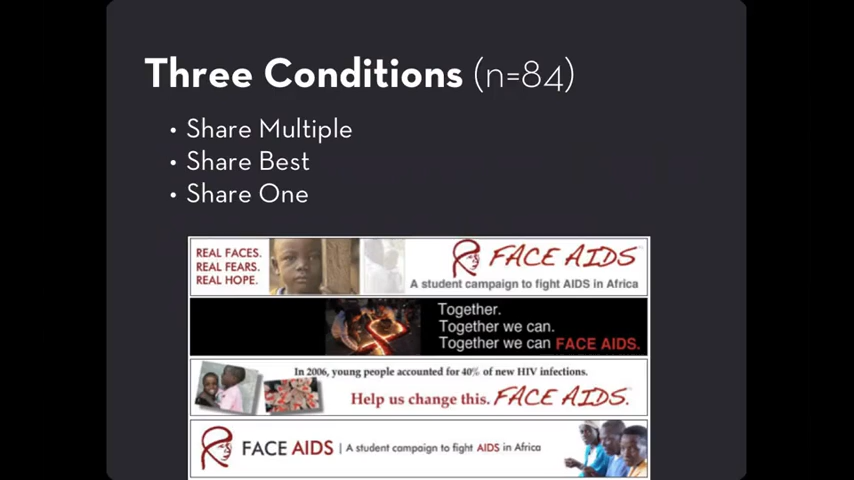 Three Conditions (n=84)
• Share Multiple
• Share Best
• Share One
REAL FACES.
REAL FEARS.
REAL HOPE.
FACE AIDS
A student campaign to fight AIDS in Africa
Together.
Together we can.
Together we can FACE AIDS.
In 2006, young people accounted for 40% of new HIV infections.
Help us change this. FACE AIDS.
FACE AIDS | A student campaign to fight AIDS in Africa